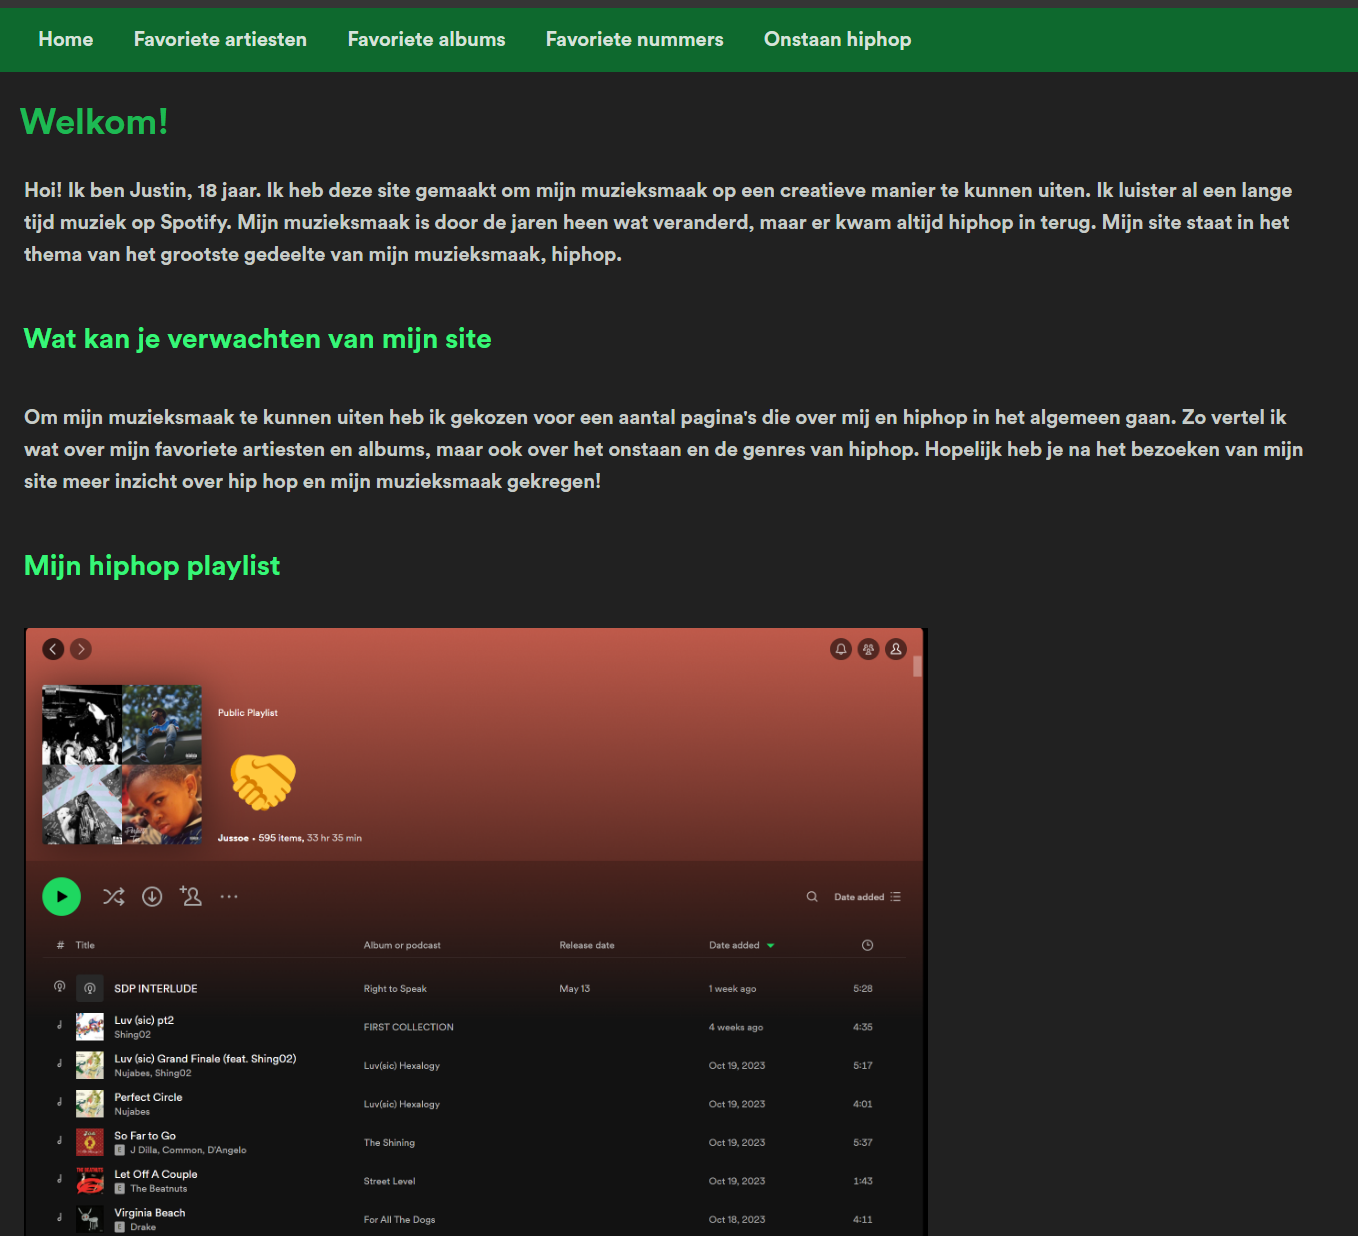 Home Favoriete artiesten Favoriete albums Favoriete nummers Onstaan hiphop
Welkom!
Hoi! Ik ben Justin, 18 jaar. Ik heb deze site gemaakt om mijn muzieksmaak op een creatieve manier te kunnen uiten. Ik luister al een lange
tijd muziek op Spotify. Mijn muzieksmaak is door de jaren heen wat veranderd, maar er kwam altijd hiphop in terug. Mijn site staat in het
thema van het grootste gedeelte van mijn muzieksmaak, hiphop.
Wat kan je verwachten van mijn site
Om mijn muzieksmaak te kunnen uiten heb ik gekozen voor een aantal pagina's die over mij en hiphop in het algemeen gaan. Zo vertel ik
wat over mijn favoriete artiesten en albums, maar ook over het onstaan en de genres van hiphop. Hopelijk heb je na het bezoeken van mijn
site meer inzicht over hip hop en mijn muzieksmaak gekregen!
Mijn hiphop playlist
Public Playlist
Jussoe • 595 items, 33 hr 35 min
Date added
# Title Album or podcast Release date Date added
SDP INTERLUDE Right to Speak May 13 1 week ago 5:28
Luv (sic) pt2 FIRST COLLECTION 4 weeks ago 4:35
Shing02
Luv (sic) Grand Finale (feat. Shing02) Luv(sic) Hexalogy Oct 19, 2023 5:17
Nujabes, Shing02
Perfect Circle Luv(sic) Hexalogy Oct 19, 2023 4:01
Nujabes
So Far to Go The Shining Oct 19, 2023 5:37
E J Dilla, Common, D'Angelo
Let Off A Couple Street Level Oct 19, 2023 1:43
E The Beatnuts
Virginia Beach For All The Dogs Oct 18, 2023 4:11
E Drake